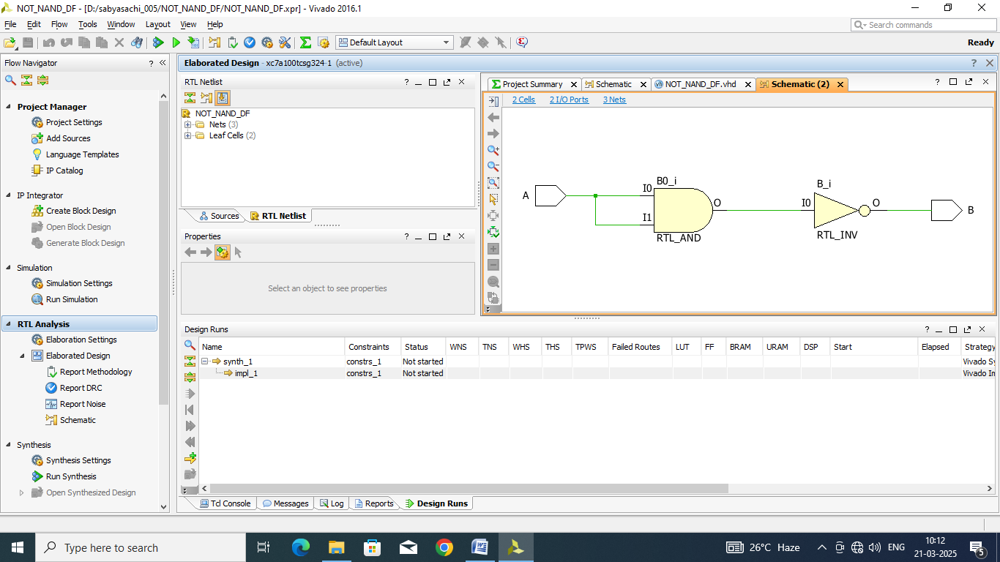 NOT_NAND_DF - [D:/sabyasachi_005/NOT_NAND_DF/NOT_NAND_DF.xpr] - Vivado 2016.1
File Edit Flow Tools Window Layout View Help
Search commands
Default Layout
Ready
Flow Navigator
Project Manager
Project Settings
Add Sources
Language Templates
IP Catalog
IP Integrator
Create Block Design
Open Block Design
Generate Block Design
Simulation
Simulation Settings
Run Simulation
RTL Analysis
Elaboration Settings
Elaborated Design
Report Methodology
Report DRC
Report Noise
Schematic
Synthesis
Synthesis Settings
Run Synthesis
Open Synthesized Design
Elaborated Design - xc7a100tcsg324-1 (active)
RTL Netlist
NOT_NAND_DF
Nets (3)
Leaf Cells (2)
Sources RTL Netlist
Properties
Select an object to see properties
Project Summary Schematic NOT_NAND_DF.vhd Schematic (2)
2 Cells 2 I/O Ports 3 Nets
A
B0_i
I0
I1
O
RTL_AND
B_i
I0
O
RTL_INV
B
Design Runs
Name Constraints Status WNS TNS WHS THS TPWS Failed Routes LUT FF BRAM URAM DSP Start Elapsed Strategy
synth_1 constrs_1 Not started Vivado Sy
impl_1 constrs_1 Not started Vivado Im
Tcl Console Messages Log Reports Design Runs
Type here to search
26°C Haze
ENG
10:12
21-03-2025
5